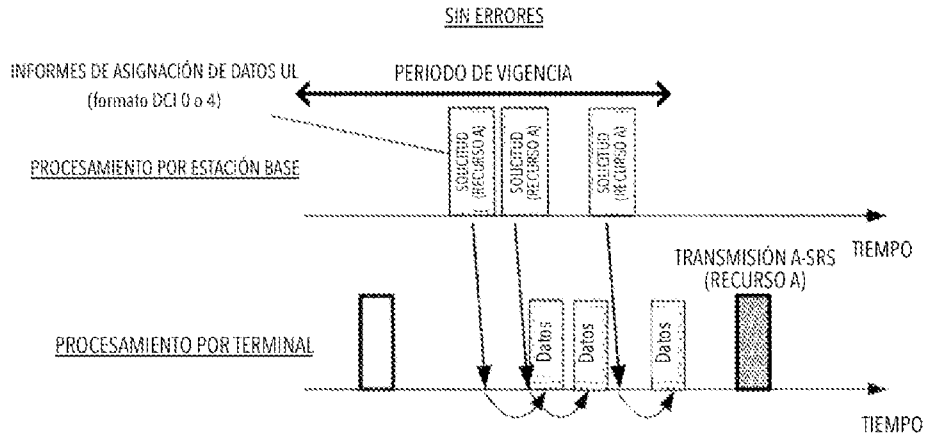 SIN ERRORES
INFORMES DE ASIGNACIÓN DE DATOS UL
(formato DCI 0 o 4)
PERIODO DE VIGENCIA
SOLICITUD
(RECURSO A)
SOLICITUD
(RECURSO A)
SOLICITUD
(RECURSO A)
PROCESAMIENTO POR ESTACIÓN BASE
TIEMPO
TRANSMISIÓN A-SRS
(RECURSO A)
Datos
Datos
Datos
PROCESAMIENTO POR TERMINAL
TIEMPO